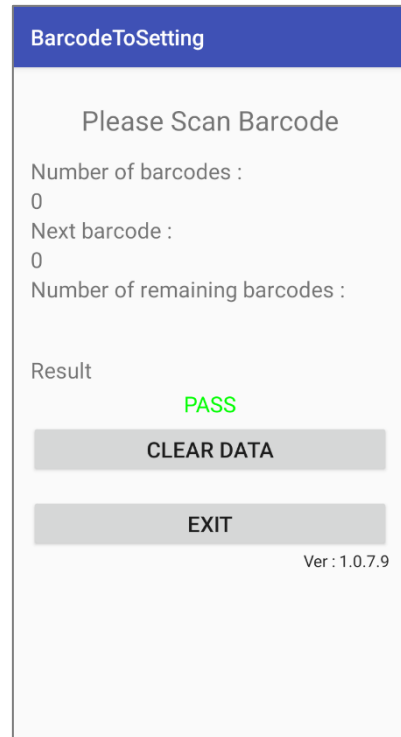 BarcodeToSetting
Please Scan Barcode
Number of barcodes :
0
Next barcode :
0
Number of remaining barcodes :
Result
PASS
CLEAR DATA
EXIT
Ver : 1.0.7.9